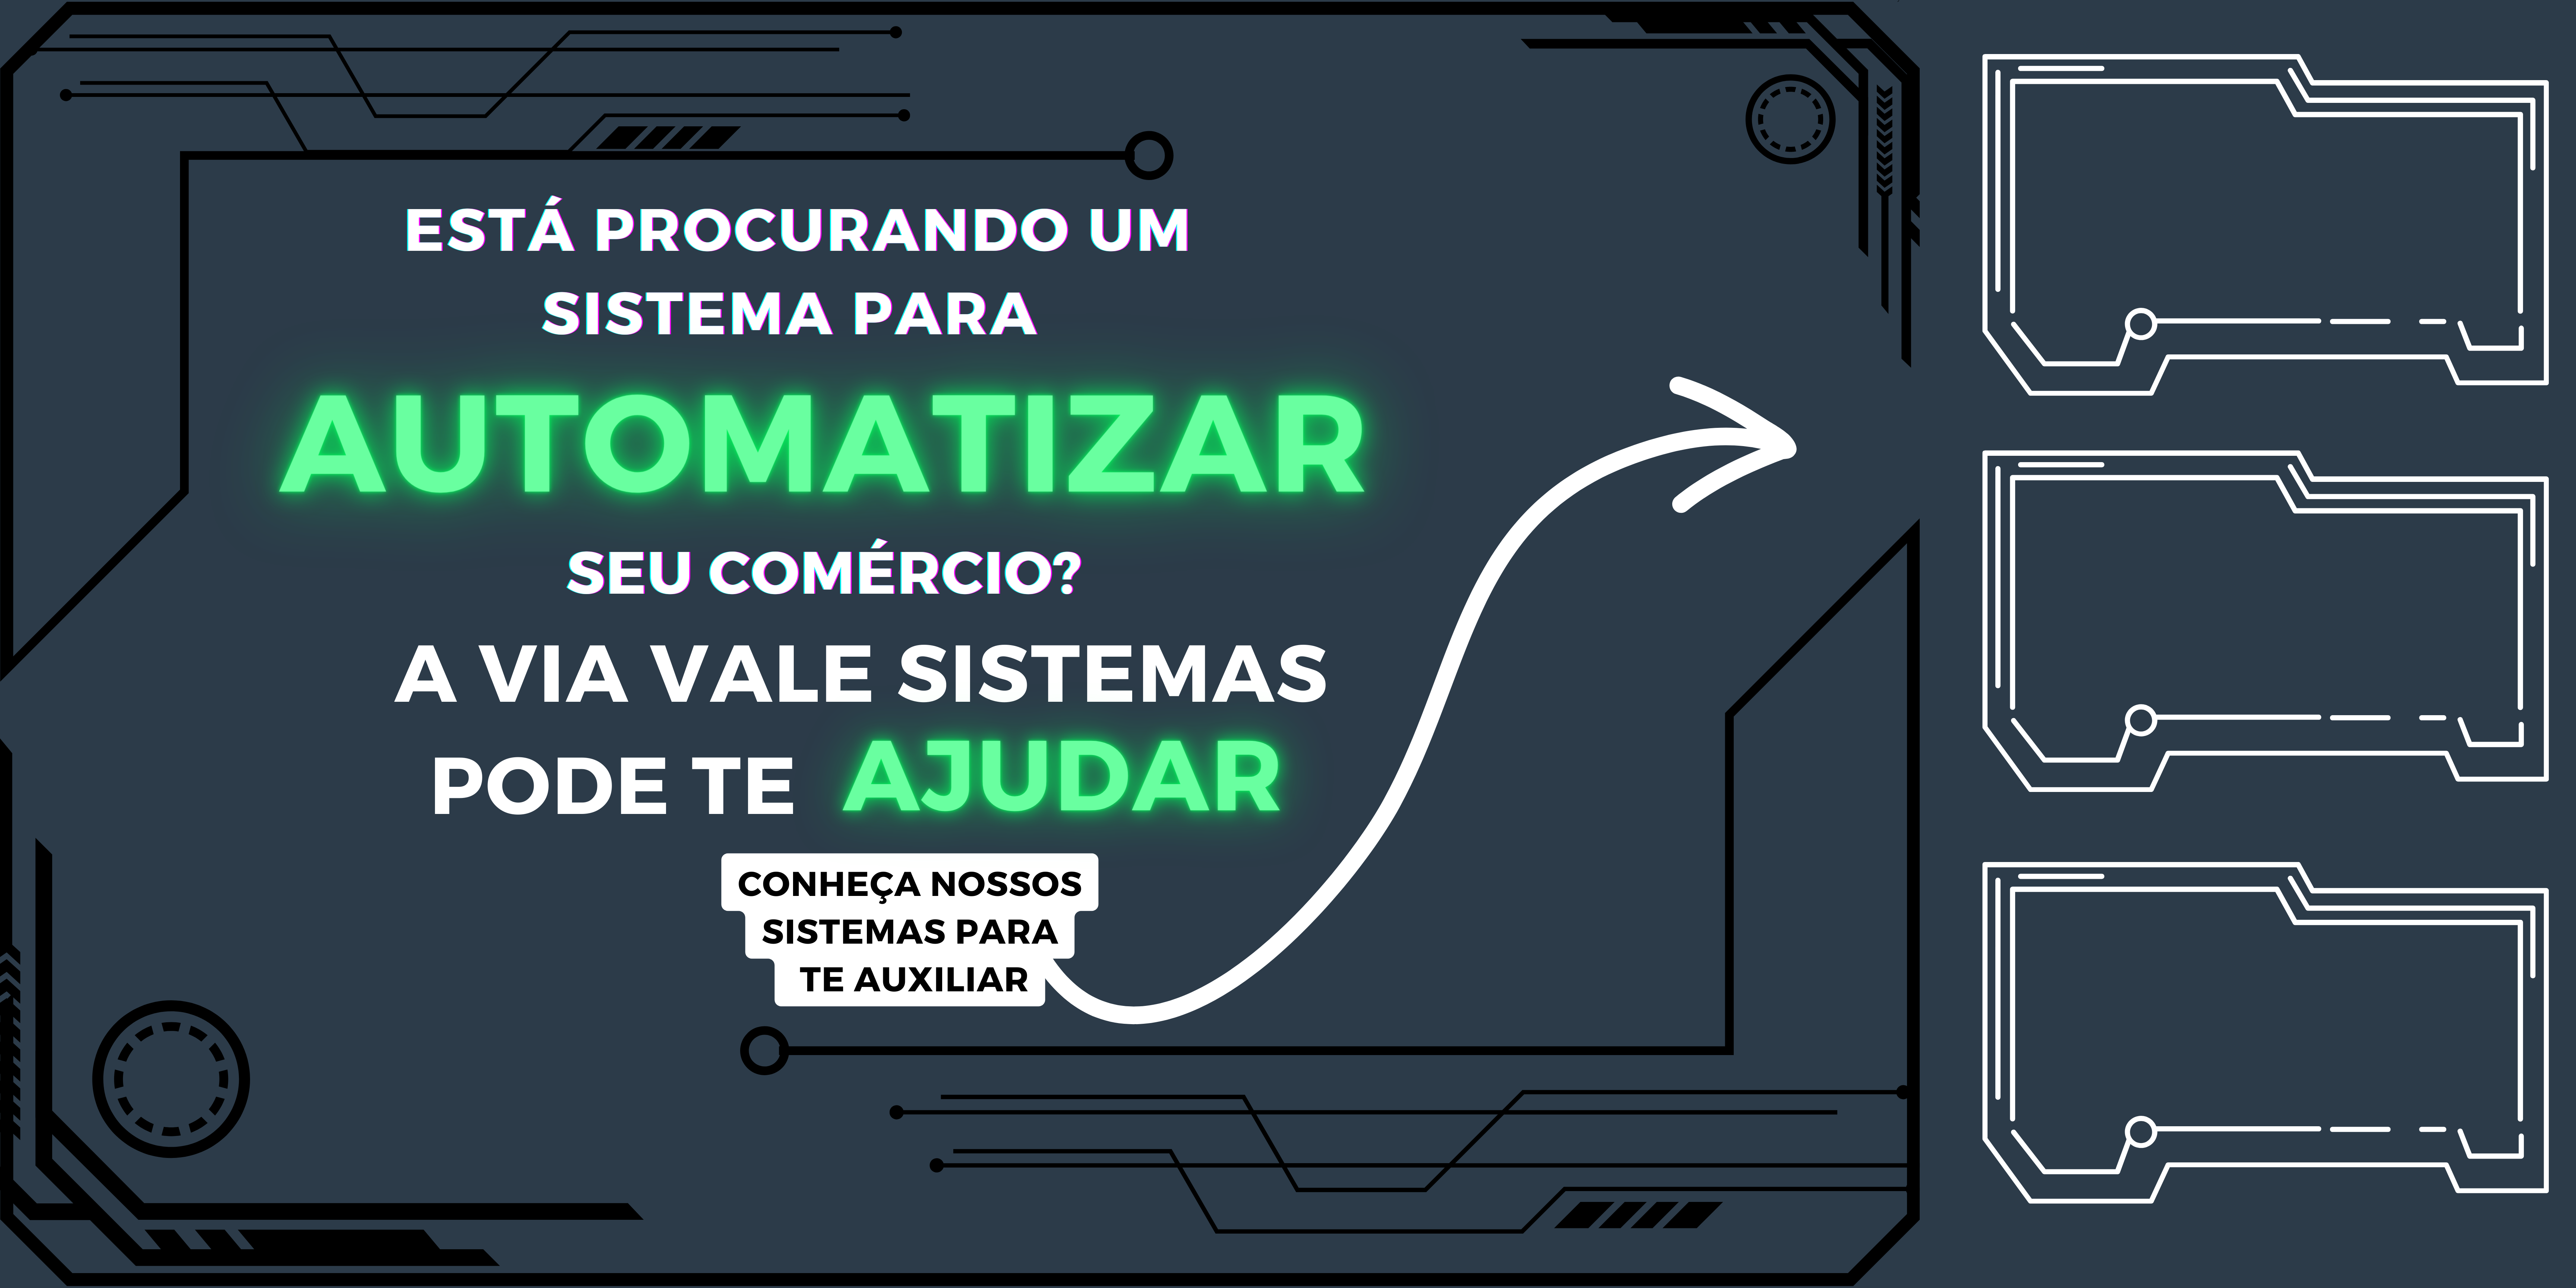 ESTÁ PROCURANDO UM
SISTEMA PARA
AUTOMATIZAR
SEU COMÉRCIO?
A VIA VALE SISTEMAS
PODE TE AJUDAR
CONHEÇA NOSSOS
SISTEMAS PARA
TE AUXILIAR